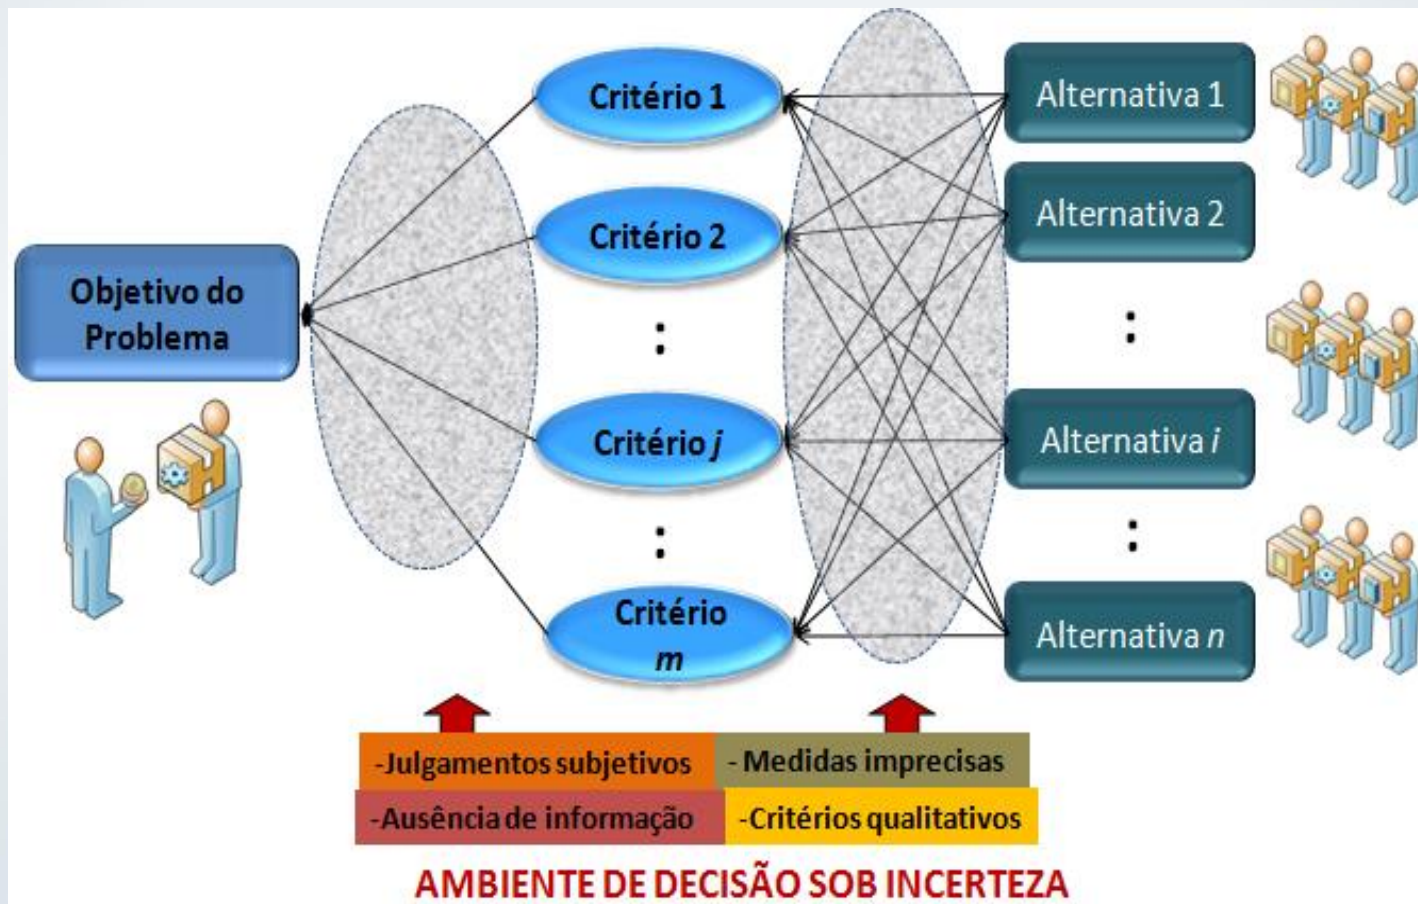 Objetivo do
Problema
Critério 1
Critério 2
:
Critério j
:
Critério
m
Alternativa 1
Alternativa 2
:
Alternativa i
:
Alternativa n
-Julgamentos subjetivos
- Medidas imprecisas
-Ausência de informação
-Critérios qualitativos
AMBIENTE DE DECISÃO SOB INCERTEZA